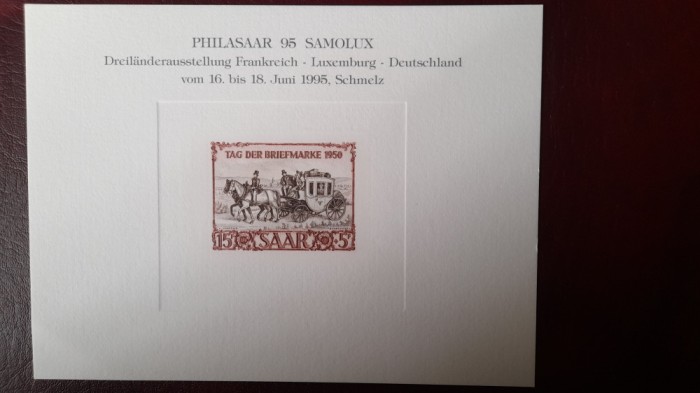 PHILASAAR 95 SAMOLUX
Dreiländerausstellung Frankreich - Luxemburg - Deutschland
vom 16. bis 18. Juni 1995, Schmelz
TAG DER BRIEFMARKE 1950
15 SAAR +5